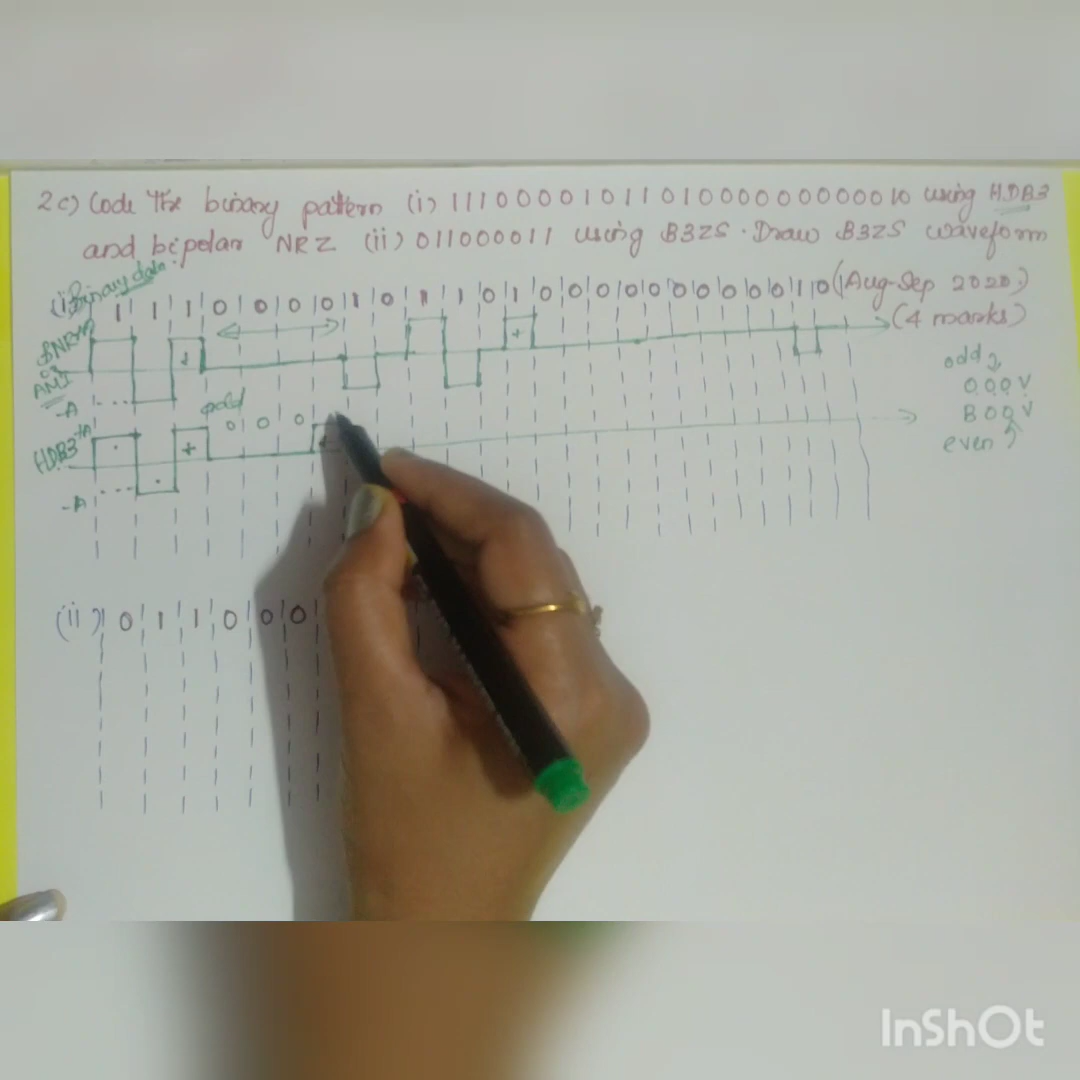 2c) Code The binary pattern (i) 1110000101101000000000010 using HDB3
and bipolar NRZ (ii) 011000011 using B3ZS. Draw B3ZS waveform
(Aug-Sep 2020)
(4 marks)
(i) Binary data
1 1 1 0 0 0 0 1 0 1 1 0 1 0 0 0 0 0 0 0 0 0 0 1 0
or
AMI
+ +
-A
odd
0 0 0
HDB3 +A
+ +
-A
odd
000V
B00V
even
(ii) 0 1 1 0 0 0
InShOt